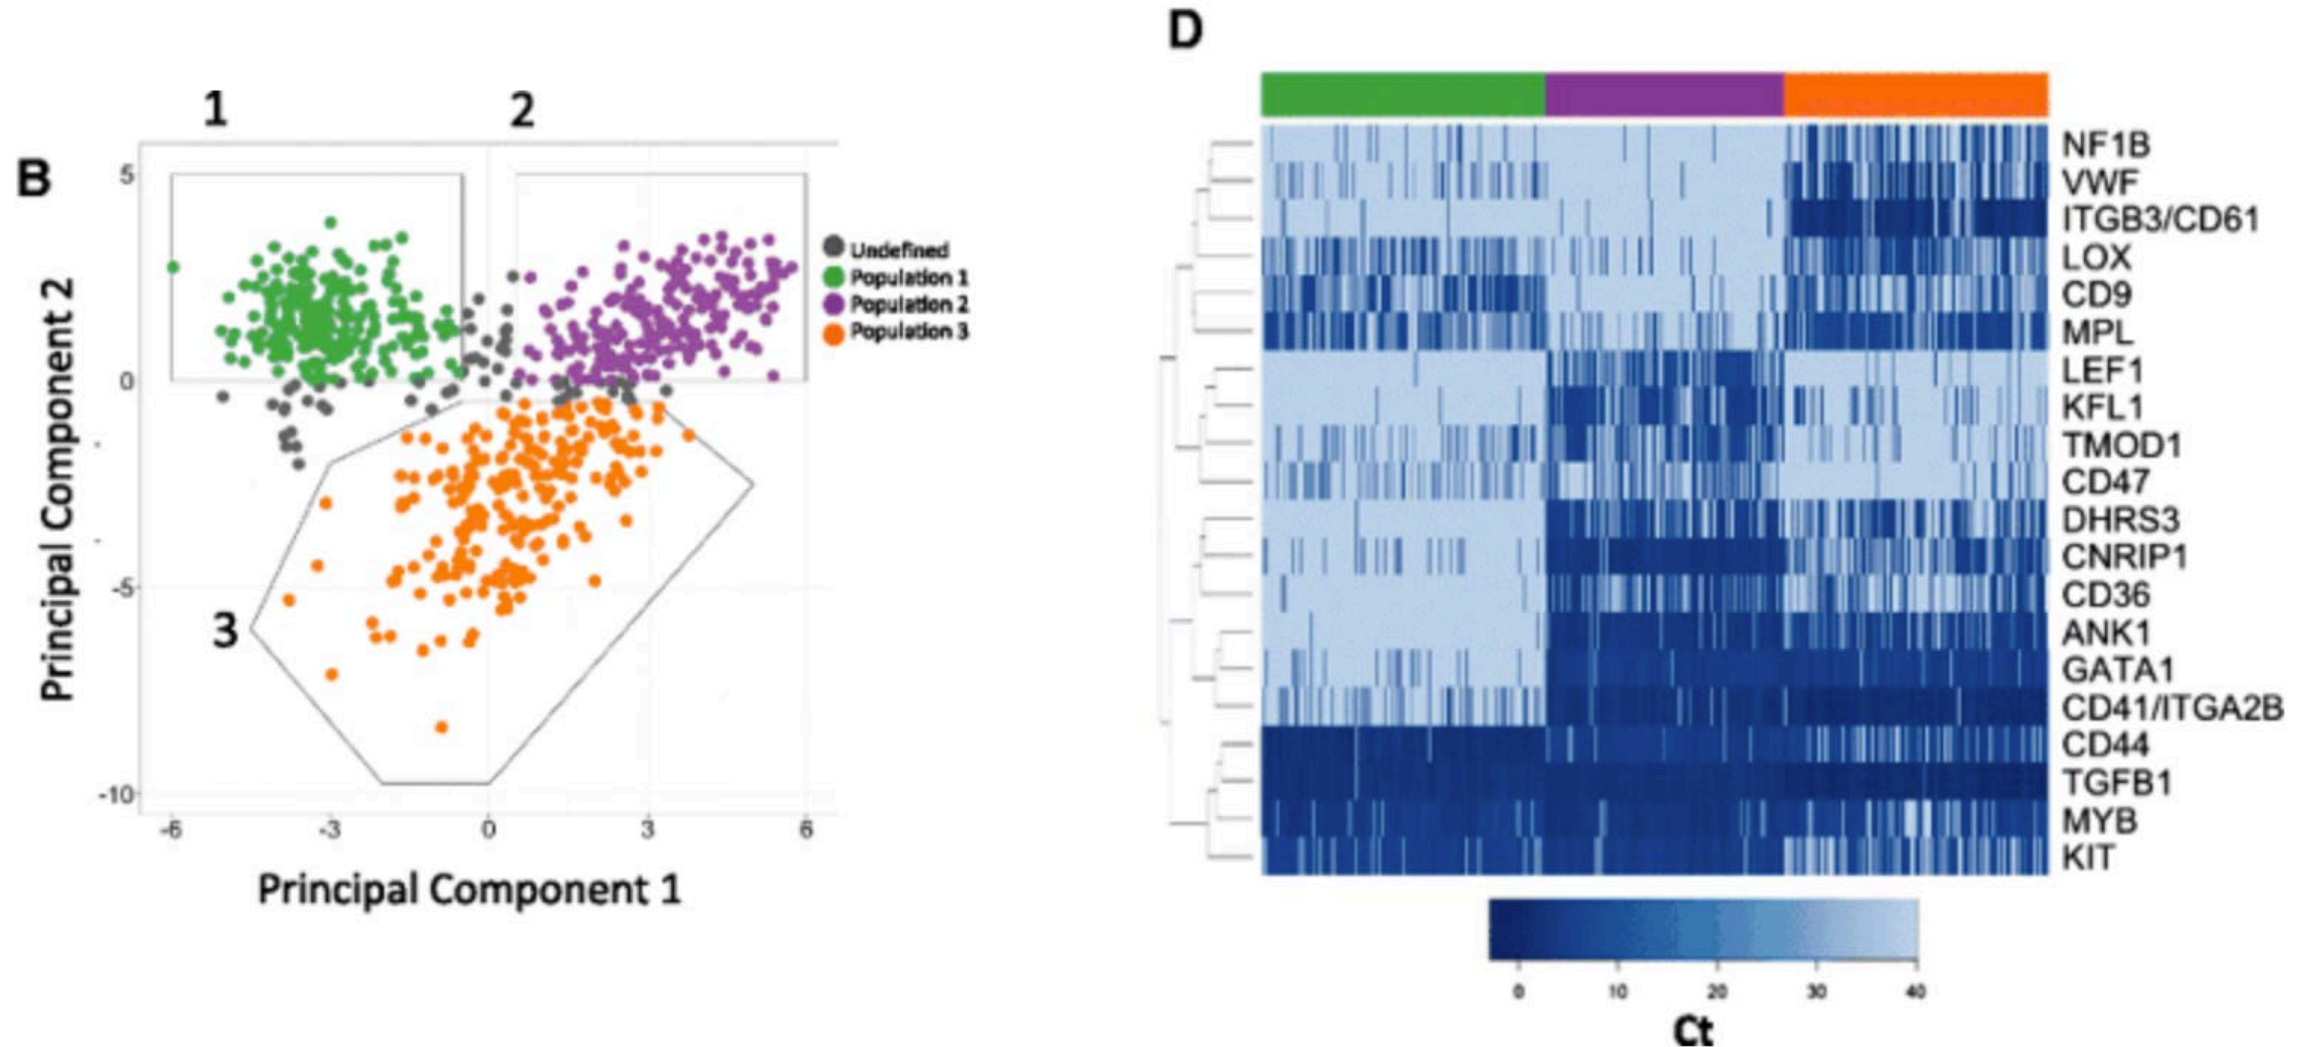 B
1
2
5
0
-5
-10
3
-6
-3
0
3
6
Principal Component 2
Principal Component 1
Undefined
Population 1
Population 2
Population 3
D
NF1B
VWF
ITGB3/CD61
LOX
CD9
MPL
LEF1
KFL1
TMOD1
CD47
DHRS3
CNRIP1
CD36
ANK1
GATA1
CD41/ITGA2B
CD44
TGFB1
MYB
KIT
0 10 20 30 40
Ct